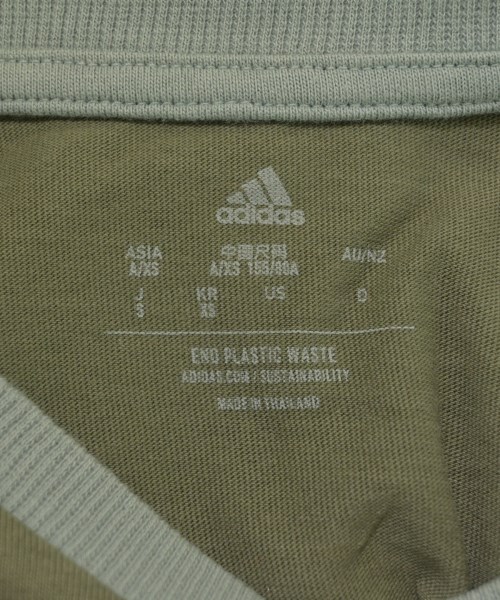 adidas
ASIA 中国尺码 AU/NZ
A/XS A/XS 155/80A
J KR US D
S XS
END PLASTIC WASTE
ADIDAS.COM / SUSTAINABILITY
MADE IN THAILAND